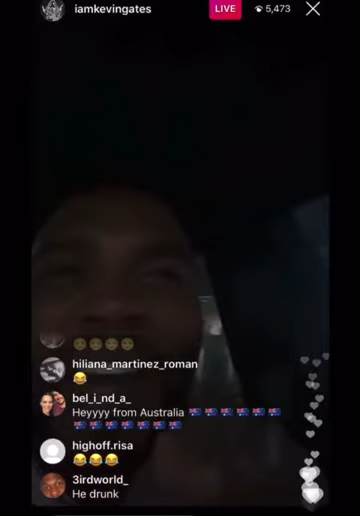 iamkevingates LIVE 5,473
😔😔😔😔
hiliana_martinez_roman
😂
bel_i_nd_a_
Heyyyy from Australia 🇦🇺🇦🇺🇦🇺🇦🇺🇦🇺🇦🇺
🇦🇺🇦🇺🇦🇺🇦🇺🇦🇺🇦🇺
highoff.risa
😂😂😂
3irdworld_
He drunk